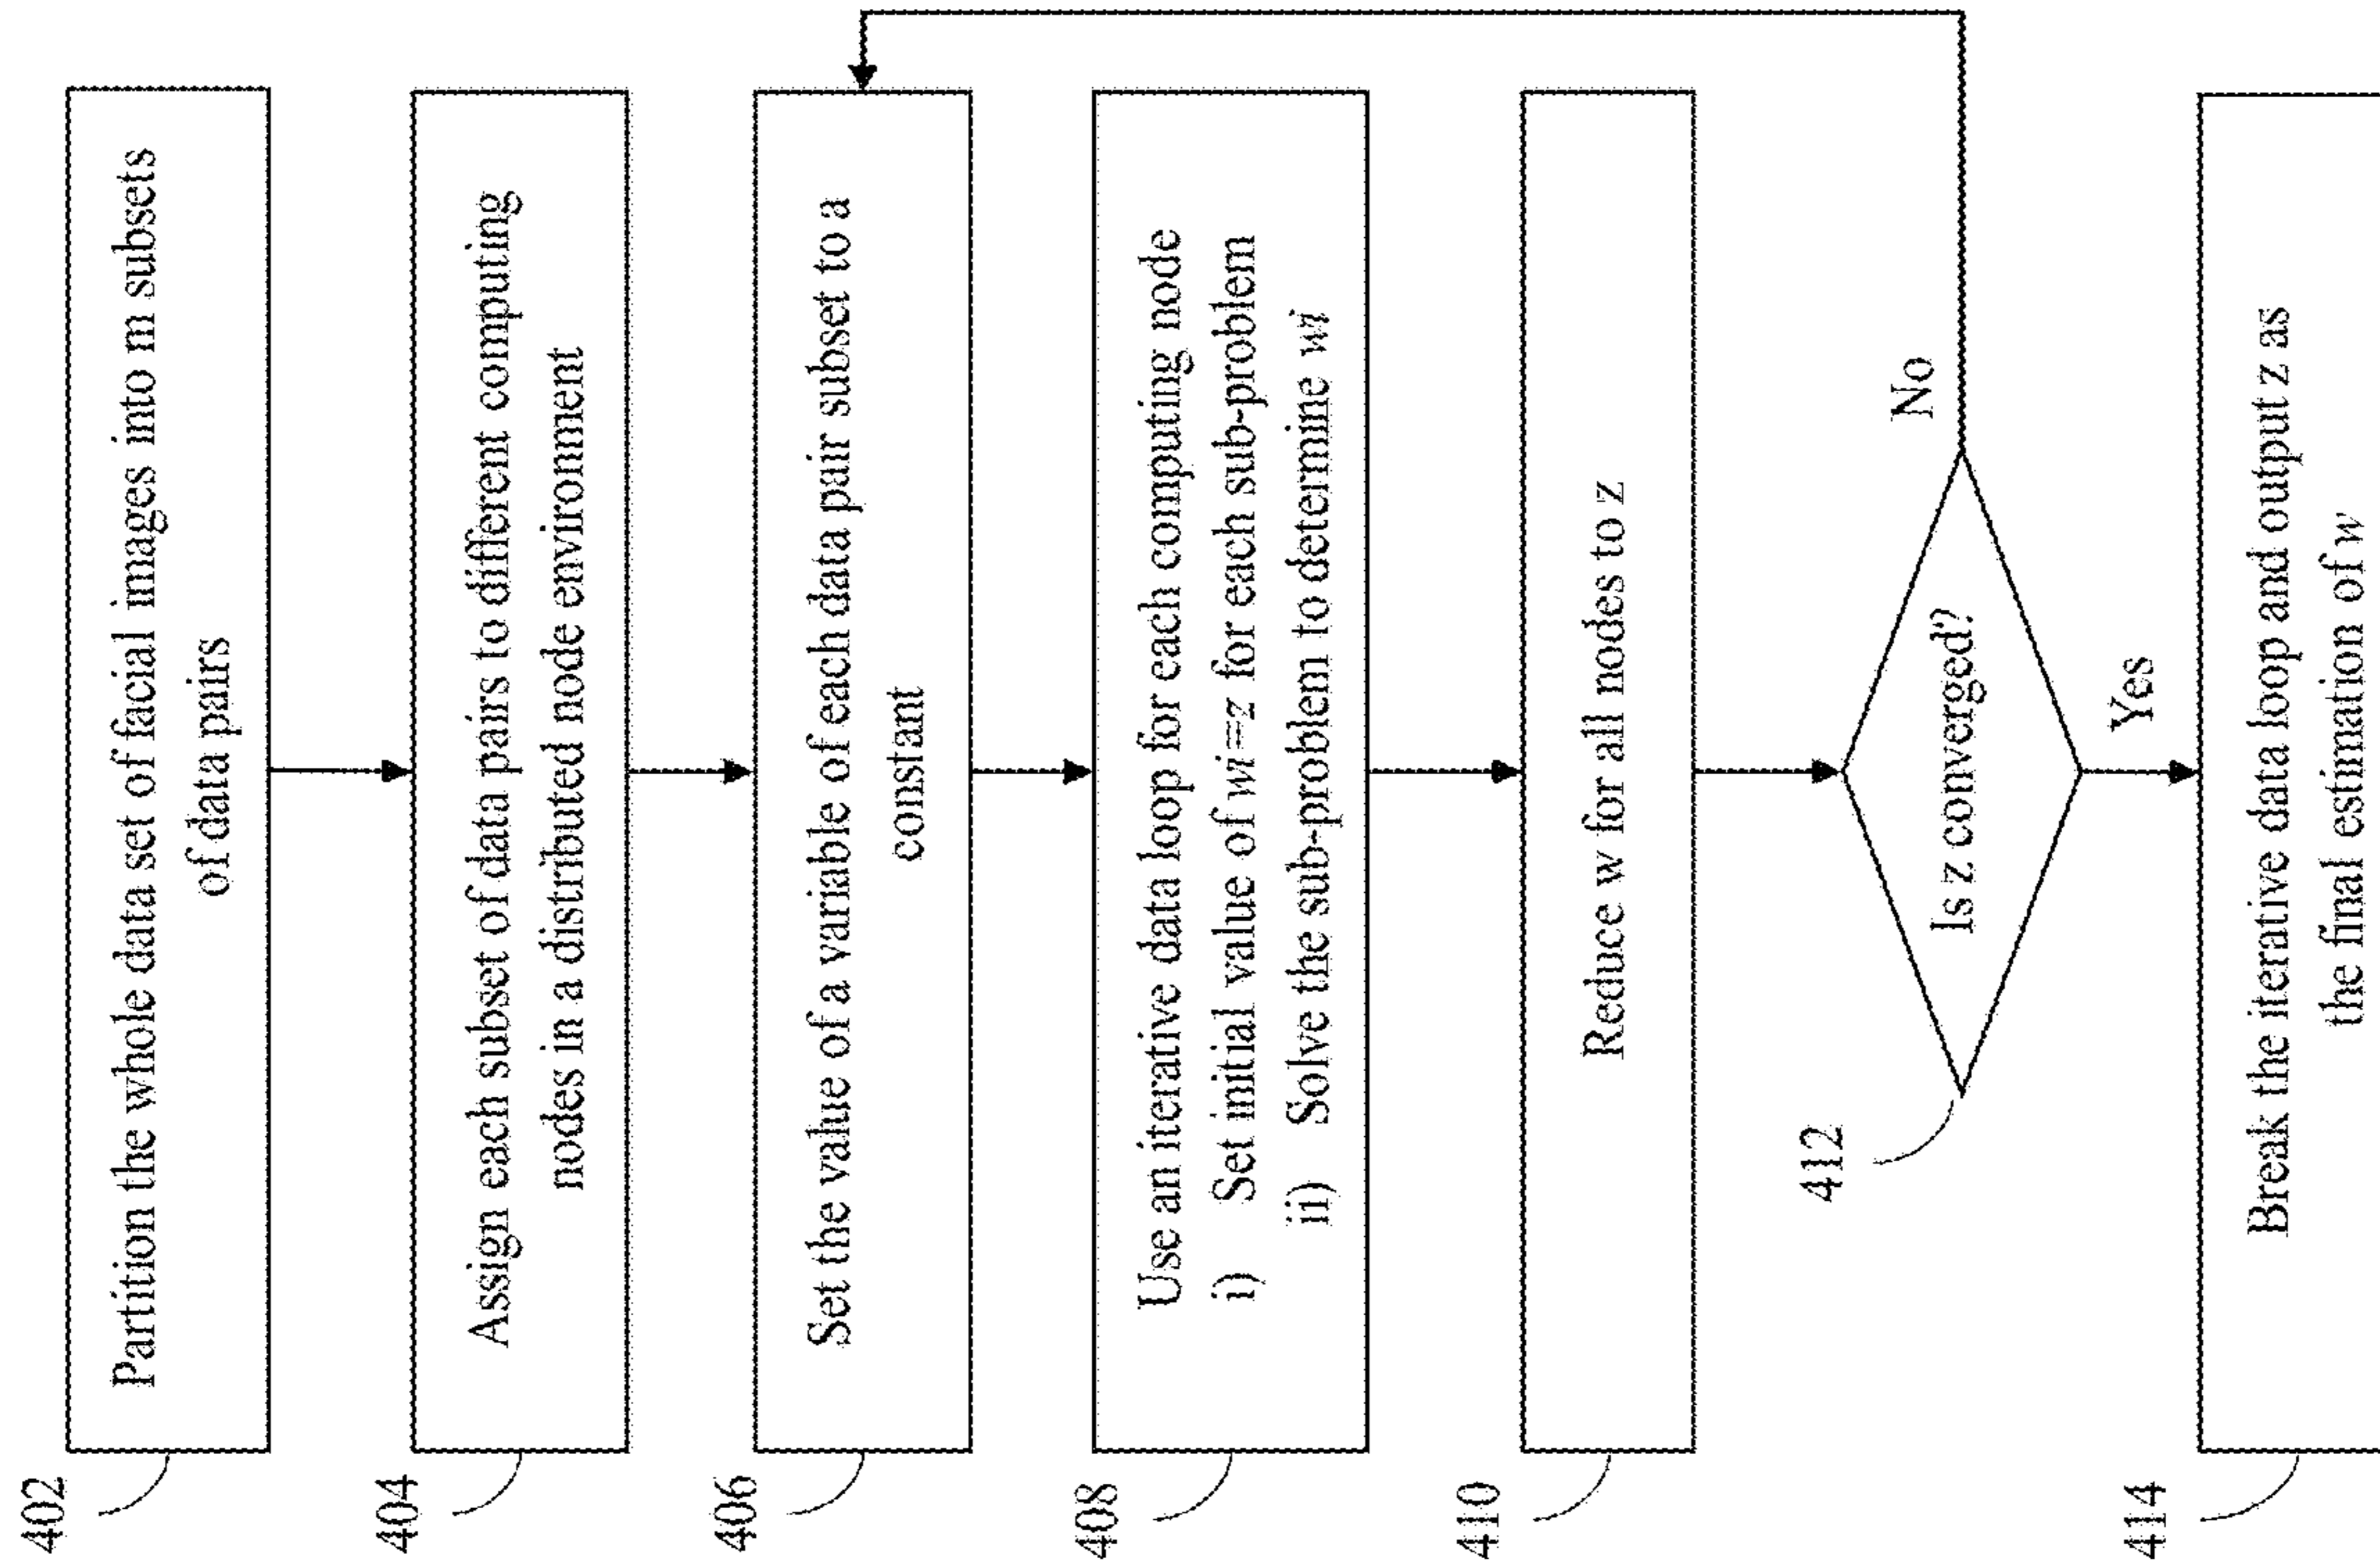 402
Partition the whole data set of facial images into m subsets
of data pairs
404
Assign each subset of data pairs to different computing
nodes in a distributed node environment
406
Set the value of a variable of each data pair subset to a
constant
408
Use an iterative data loop for each computing node
i) Set initial value of wi=z for each sub-problem
ii) Solve the sub-problem to determine wi
410
Reduce w for all nodes to z
412
Is z converged?
No
Yes
414
Break the iterative data loop and output z as
the final estimation of w